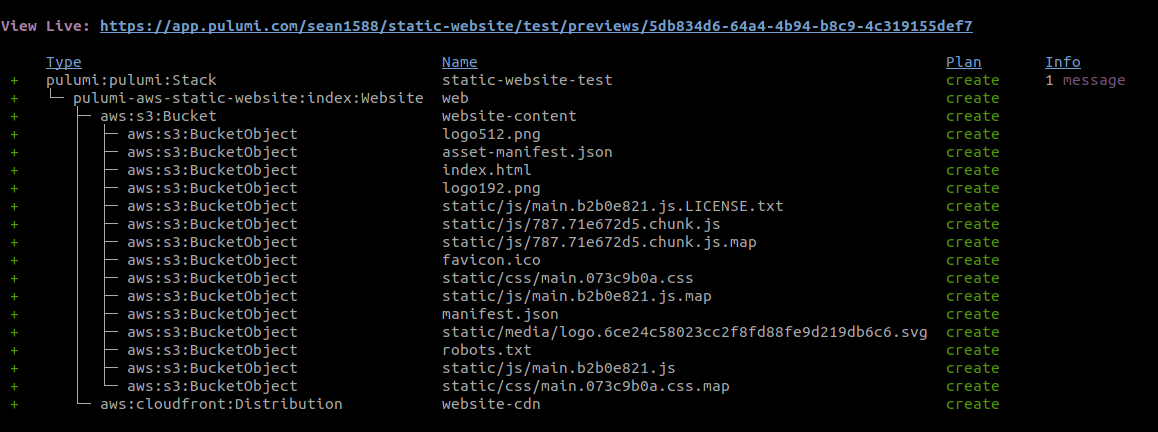 View Live: https://app.pulumi.com/sean1588/static-website/test/previews/5db834d6-64a4-4b94-b8c9-4c319155def7
Type Name Plan Info
+ pulumi:pulumi:Stack static-website-test create 1 message
+ └─ pulumi-aws-static-website:index:Website web create
+ ├─ aws:s3:Bucket website-content create
+ │ ├─ aws:s3:BucketObject logo512.png create
+ │ ├─ aws:s3:BucketObject asset-manifest.json create
+ │ ├─ aws:s3:BucketObject index.html create
+ │ ├─ aws:s3:BucketObject logo192.png create
+ │ ├─ aws:s3:BucketObject static/js/main.b2b0e821.js.LICENSE.txt create
+ │ ├─ aws:s3:BucketObject static/js/787.71e672d5.chunk.js create
+ │ ├─ aws:s3:BucketObject static/js/787.71e672d5.chunk.js.map create
+ │ ├─ aws:s3:BucketObject favicon.ico create
+ │ ├─ aws:s3:BucketObject static/css/main.073c9b0a.css create
+ │ ├─ aws:s3:BucketObject static/js/main.b2b0e821.js.map create
+ │ ├─ aws:s3:BucketObject manifest.json create
+ │ ├─ aws:s3:BucketObject static/media/logo.6ce24c58023cc2f8fd88fe9d219db6c6.svg create
+ │ ├─ aws:s3:BucketObject robots.txt create
+ │ ├─ aws:s3:BucketObject static/js/main.b2b0e821.js create
+ │ └─ aws:s3:BucketObject static/css/main.073c9b0a.css.map create
+ └─ aws:cloudfront:Distribution website-cdn create